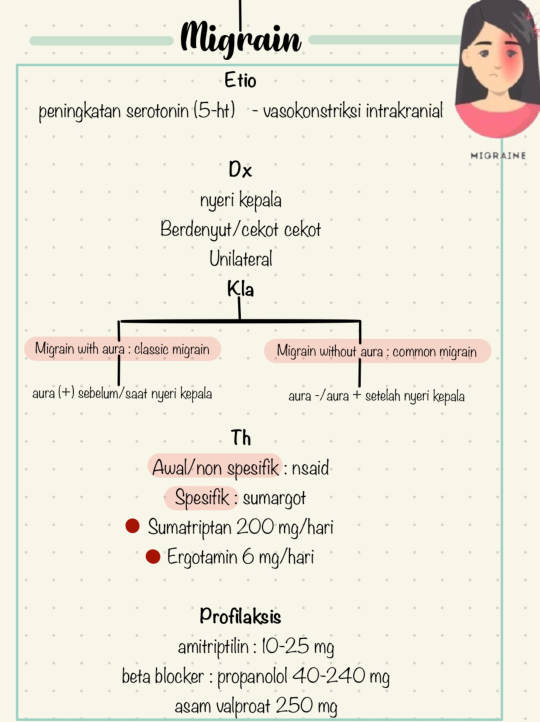 Migrain
MIGRAINE
Etio
peningkatan serotonin (5-ht) - vasokonstriksi intrakranial
Dx
nyeri kepala
Berdenyut/cekot cekot
Unilateral
Kla
Migrain with aura : classic migrain
Migrain without aura : common migrain
aura (+) sebelum/saat nyeri kepala
aura -/aura + setelah nyeri kepala
Th
Awal/non spesifik : nsaid
Spesifik : sumargot
Sumatriptan 200 mg/hari
Ergotamin 6 mg/hari
Profilaksis
amitriptilin : 10-25 mg
beta blocker : propanolol 40-240 mg
asam valproat 250 mg